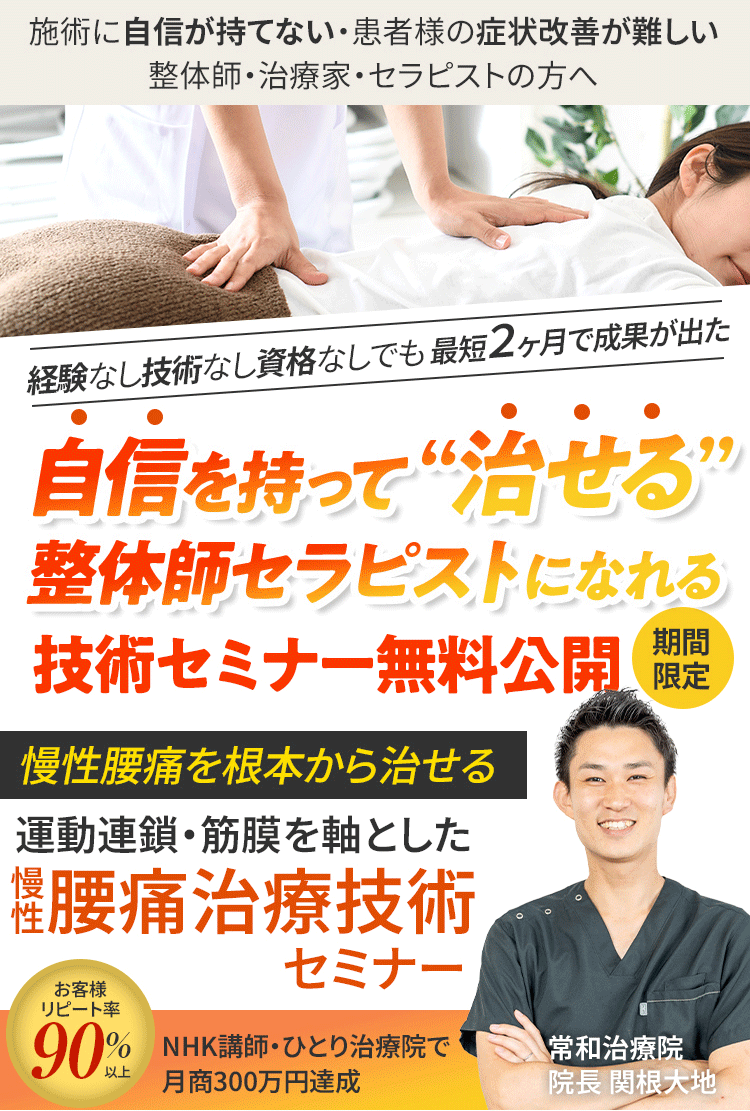 施術に自信が持てない・患者様の症状改善が難しい
整体師・治療家・セラピストの方へ
経験なし技術なし資格なしでも 最短2ヶ月で成果が出た
自信を持って“治せる”
整体師セラピストになれる
技術セミナー無料公開
期間
限定
慢性腰痛を根本から治せる
運動連鎖・筋膜を軸とした
慢性腰痛治療技術
セミナー
お客様
リピート率
90%以上
NHK講師・ひとり治療院で
月商300万円達成
常和治療院
院長 関根大地